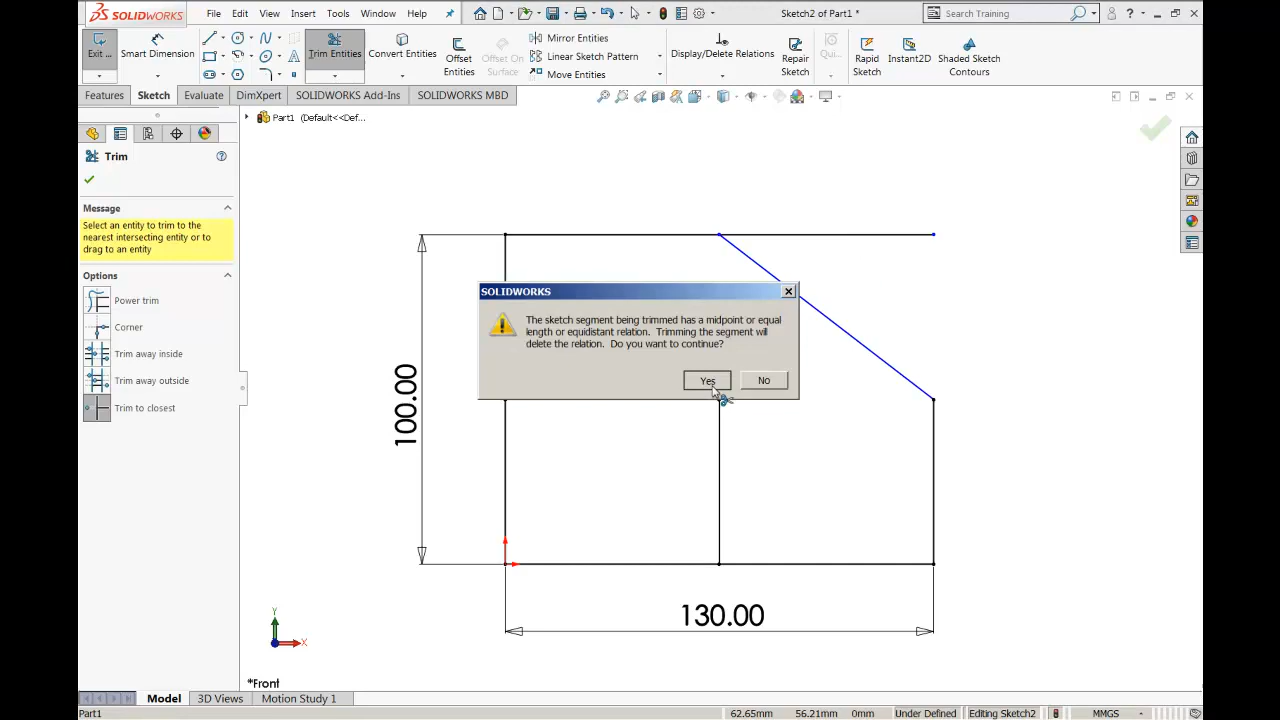 SOLIDWORKS File Edit View Insert Tools Window Help Sketch2 of Part1 * Search Training
Exit ... Smart Dimension Trim Entities Convert Entities Offset Entities Offset On Surface Mirror Entities Linear Sketch Pattern Move Entities Display/Delete Relations Repair Sketch Qui... Rapid Sketch Instant2D Shaded Sketch Contours
Features Sketch Evaluate DimXpert SOLIDWORKS Add-Ins SOLIDWORKS MBD
Part1 (Default<<Def...
Trim
Message
Select an entity to trim to the
nearest intersecting entity or to
drag to an entity
Options
Power trim
Corner
Trim away inside
Trim away outside
Trim to closest
SOLIDWORKS
The sketch segment being trimmed has a midpoint or equal
length or equidistant relation. Trimming the segment will
delete the relation. Do you want to continue?
Yes No
100.00
130.00
Y
X
*Front
Model 3D Views Motion Study 1
Part1 62.65mm 56.21mm 0mm Under Defined Editing Sketch2 MMGS